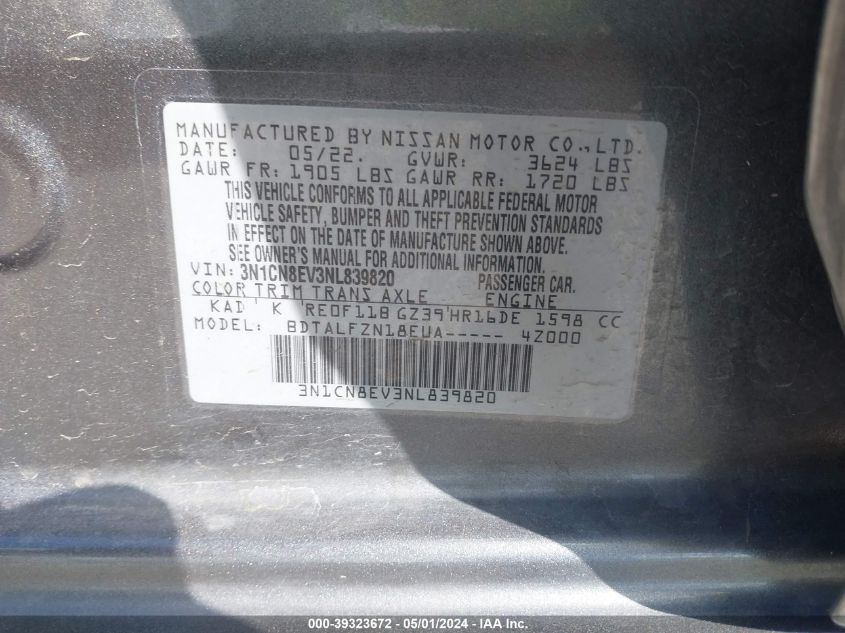 MANUFACTURED BY NISSAN MOTOR CO.,LTD.
DATE: 05/22. GVWR: 3624 LBS
GAWR FR: 1905 LBS GAWR RR: 1720 LBS
THIS VEHICLE CONFORMS TO ALL APPLICABLE FEDERAL MOTOR
VEHICLE SAFETY, BUMPER AND THEFT PREVENTION STANDARDS
IN EFFECT ON THE DATE OF MANUFACTURE SHOWN ABOVE.
SEE OWNER'S MANUAL FOR ADDITIONAL INFORMATION.
VIN: 3N1CN8EV3NL839820 PASSENGER CAR.
COLOR TRIM TRANS AXLE ENGINE
KAD ' K 'RE0F11B GZ39'HR16DE 1598 CC
MODEL: BDTALFZN18EUA----- 4Z000
3N1CN8EV3NL839820
000-39323672 - 05/01/2024 - IAA Inc.